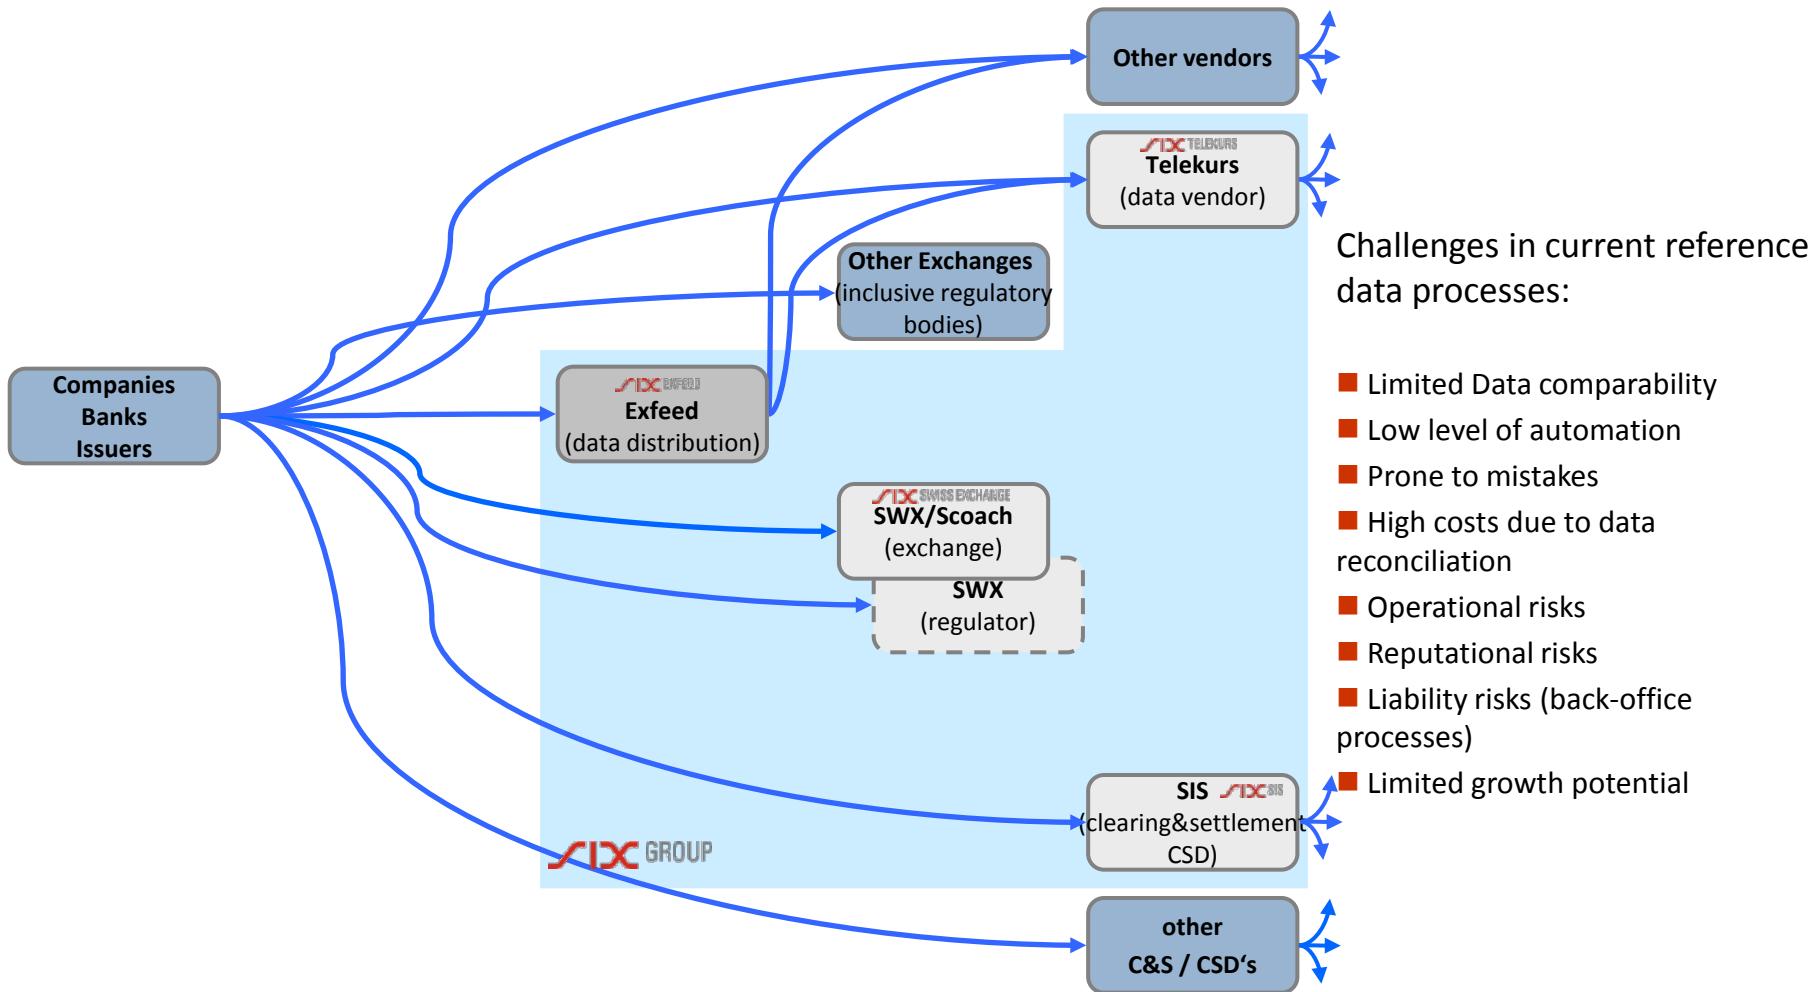 Other vendors
SIX TELEKURS
Telekurs
(data vendor)
Other Exchanges
(inclusive regulatory
bodies)
Companies
Banks
Issuers
SIX EXFEED
Exfeed
(data distribution)
SIX SWISS EXCHANGE
SWX/Scoach
(exchange)
SWX
(regulator)
SIS SIX SIS
(clearing&settlement
CSD)
SIX GROUP
other
C&S / CSD‘s
Challenges in current reference
data processes:
Limited Data comparability
Low level of automation
Prone to mistakes
High costs due to data
reconciliation
Operational risks
Reputational risks
Liability risks (back-office
processes)
Limited growth potential